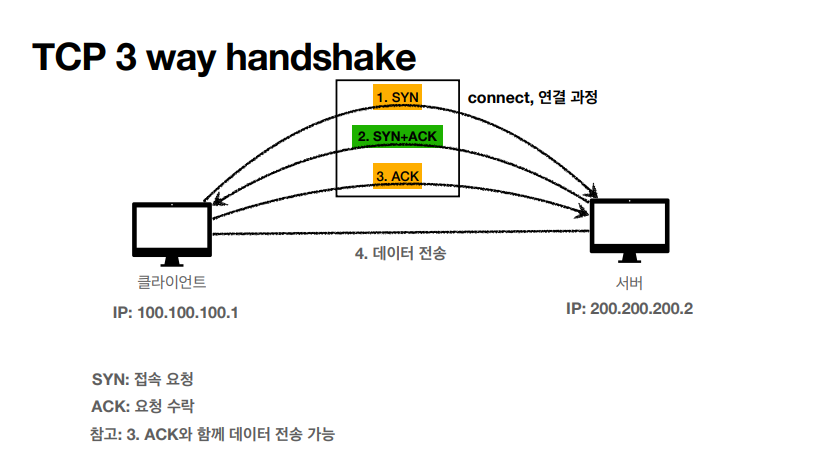 TCP 3 way handshake
1. SYN
connect, 연결 과정
2. SYN+ACK
3. ACK
4. 데이터 전송
클라이언트
서버
IP: 100.100.100.1
IP: 200.200.200.2
SYN: 접속 요청
ACK: 요청 수락
참고: 3. ACK와 함께 데이터 전송 가능